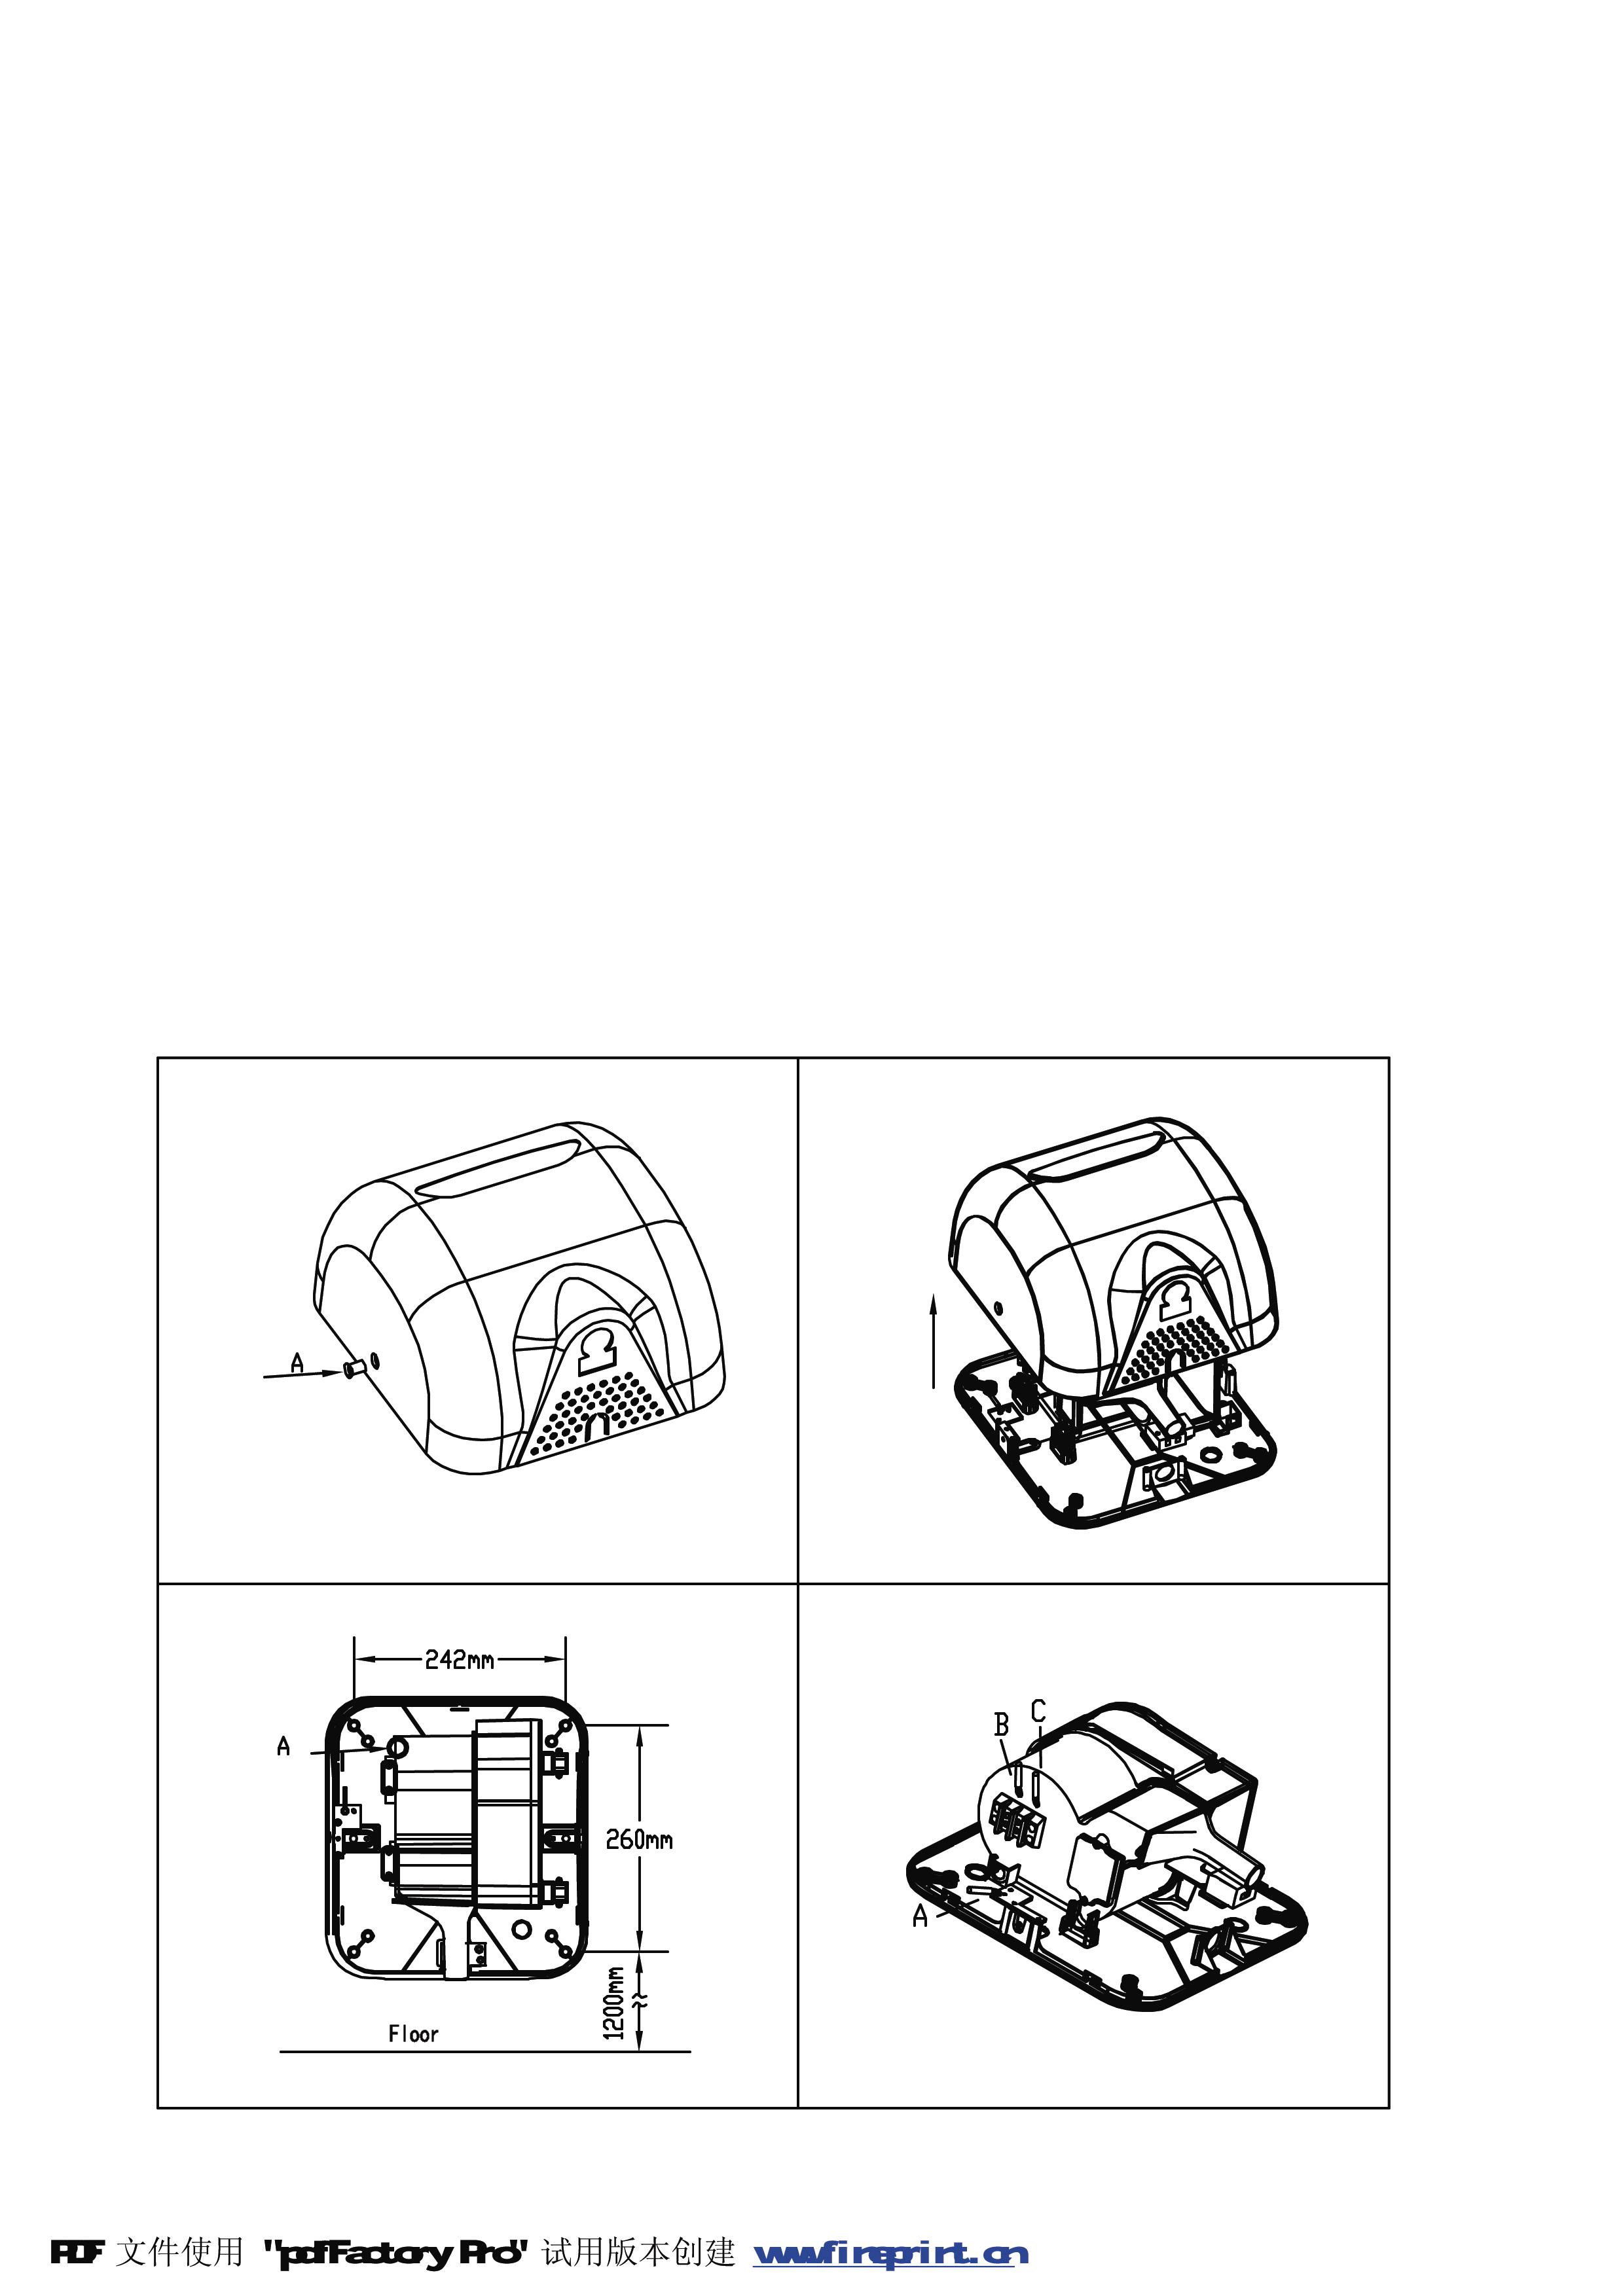 A
242mm
A
260mm
1200mm
Floor
B
C
A
PDF 文件使用 "pdfFactory Pro" 试用版本创建 www.fineprint.cn